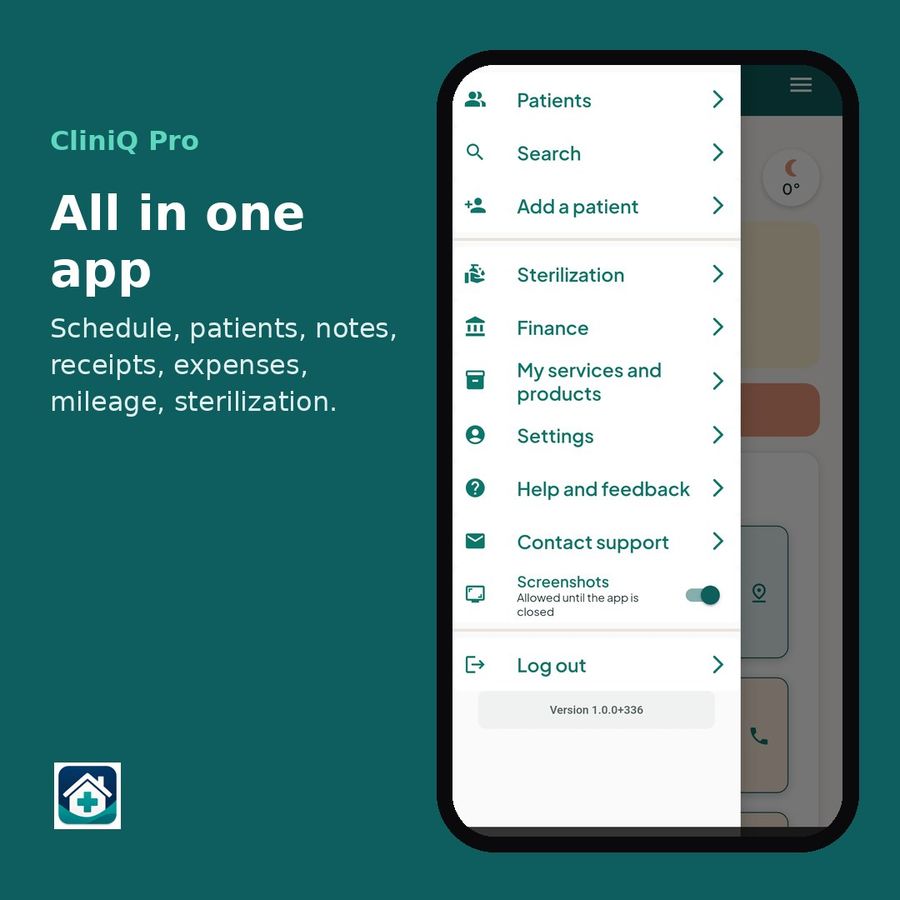 CliniQ Pro
All in one
app
Schedule, patients, notes,
receipts, expenses,
mileage, sterilization.
Patients
Search
Add a patient
Sterilization
Finance
My services and
products
Settings
Help and feedback
Contact support
Screenshots
Allowed until the app is
closed
Log out
Version 1.0.0+336
0°